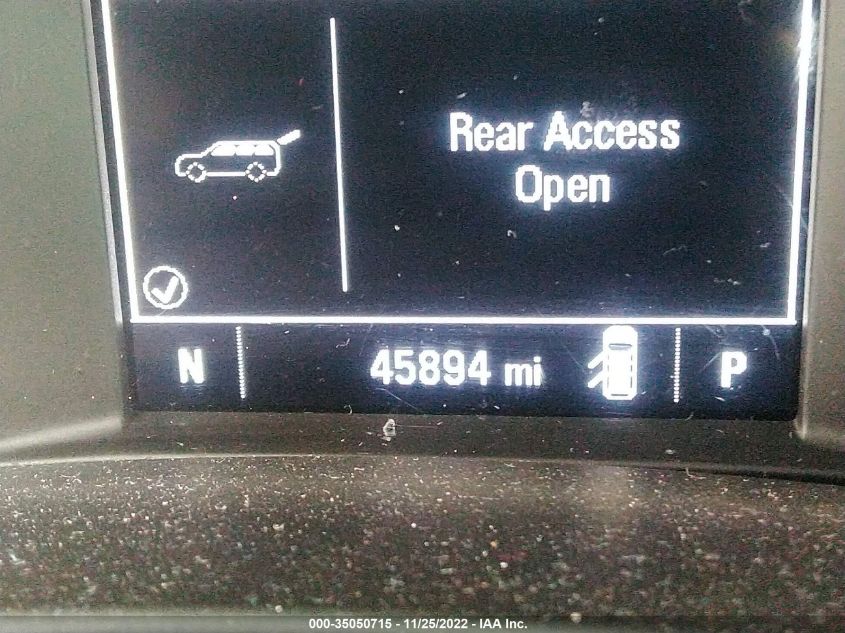 Rear Access
Open
N 45894 mi P
000-35050715 - 11/25/2022 - IAA Inc.